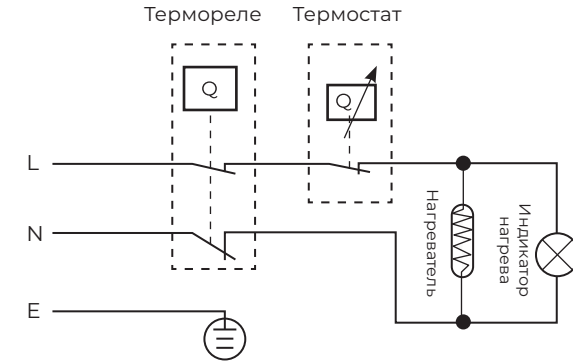 Термореле
Термостат
Q
Q
L
N
E
Нагреватель
Индикатор
нагрева